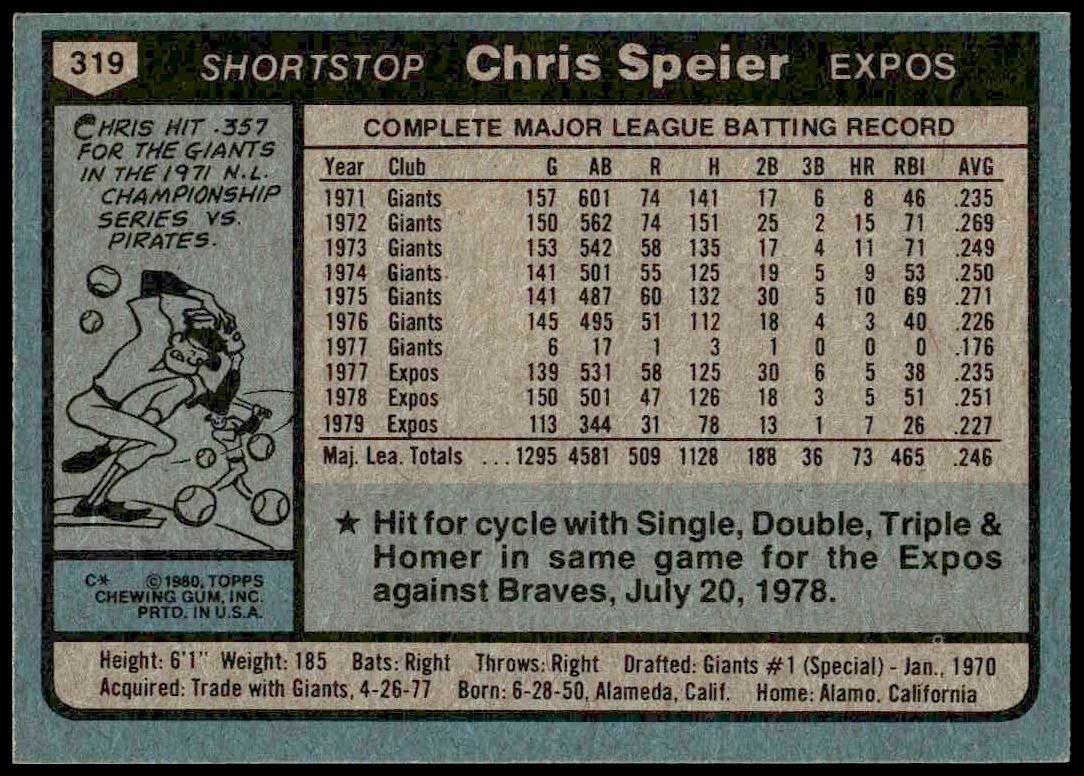 319 SHORTSTOP Chris Speier EXPOS
CHRIS HIT .357
FOR THE GIANTS
IN THE 1971 N.L.
CHAMPIONSHIP
SERIES VS.
PIRATES.
C* ©1980, TOPPS
CHEWING GUM, INC.
PRTD. IN U.S.A.
COMPLETE MAJOR LEAGUE BATTING RECORD
Year Club G AB R H 2B 3B HR RBI AVG
1971 Giants 157 601 74 141 17 6 8 46 .235
1972 Giants 150 562 74 151 25 2 15 71 .269
1973 Giants 153 542 58 135 17 4 11 71 .249
1974 Giants 141 501 55 125 19 5 9 53 .250
1975 Giants 141 487 60 132 30 5 10 69 .271
1976 Giants 145 495 51 112 18 4 3 40 .226
1977 Giants 6 17 1 3 1 0 0 0 .176
1977 Expos 139 531 58 125 30 6 5 38 .235
1978 Expos 150 501 47 126 18 3 5 51 .251
1979 Expos 113 344 31 78 13 1 7 26 .227
Maj. Lea. Totals ...1295 4581 509 1128 188 36 73 465 .246
★ Hit for cycle with Single, Double, Triple &
Homer in same game for the Expos
against Braves, July 20, 1978.
Height: 6'1" Weight: 185 Bats: Right Throws: Right Drafted: Giants #1 (Special) - Jan., 1970
Acquired: Trade with Giants, 4-26-77 Born: 6-28-50, Alameda, Calif. Home: Alamo, California